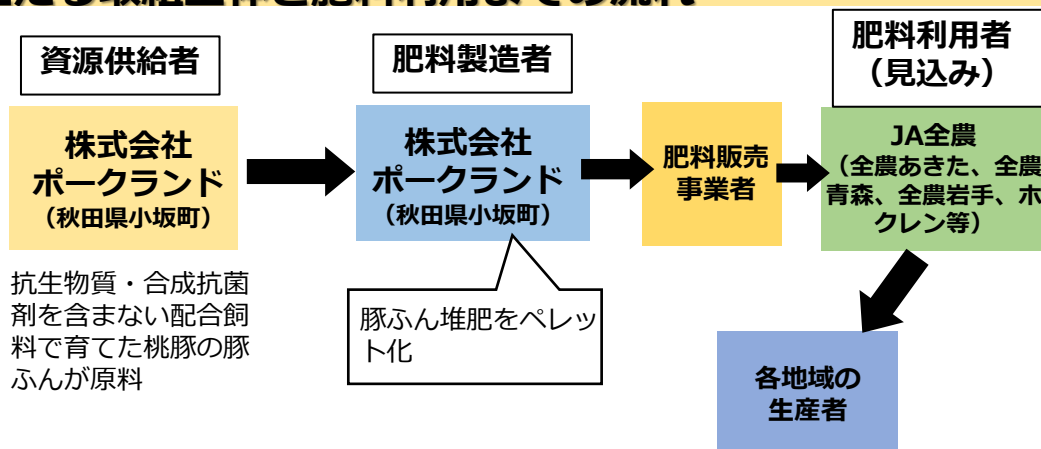 資源供給者
株式会社
ポークランド
（秋田県小坂町）
抗生物質・合成抗菌
剤を含まない配合飼
料で育てた桃豚の豚
ふんが原料
肥料製造者
株式会社
ポークランド
（秋田県小坂町）
豚ふん堆肥をペレッ
ト化
肥料販売
事業者
肥料利用者
（見込み）
JA全農
（全農あきた、全農
青森、全農岩手、ホ
クレン等）
各地域の
生産者